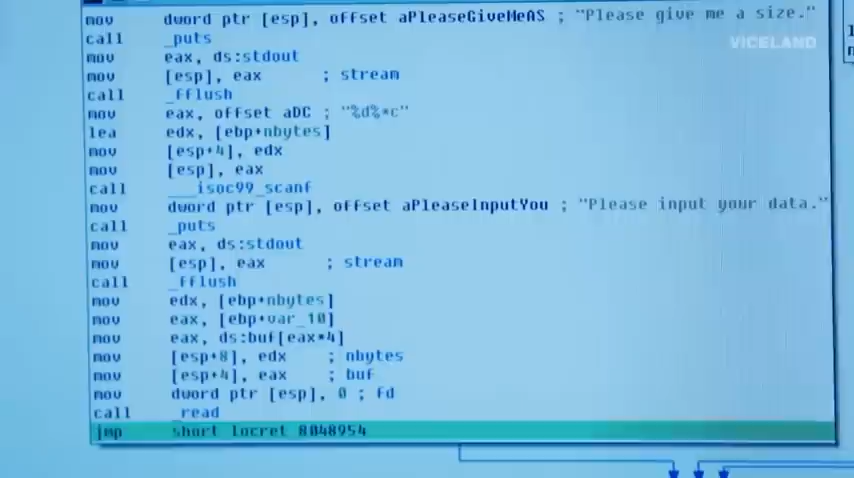 mov dword ptr [esp], offset aPleaseGiveMeAS ; "Please give me a size."
call _puts
mov eax, ds:stdout
mov [esp], eax ; stream
call _fflush
mov eax, offset aDC ; "%d%*c"
lea edx, [ebp+nbytes]
mov [esp+4], edx
mov [esp], eax
call ___isoc99_scanf
mov dword ptr [esp], offset aPleaseInputYou ; "Please input your data."
call _puts
mov eax, ds:stdout
mov [esp], eax ; stream
call _fflush
mov edx, [ebp+nbytes]
mov eax, [ebp+var_10]
mov eax, ds:buf[eax*4]
mov [esp+8], edx ; nbytes
mov [esp+4], eax ; buf
mov dword ptr [esp], 0 ; fd
call _read
jmp short locret_8048954
VICELAND